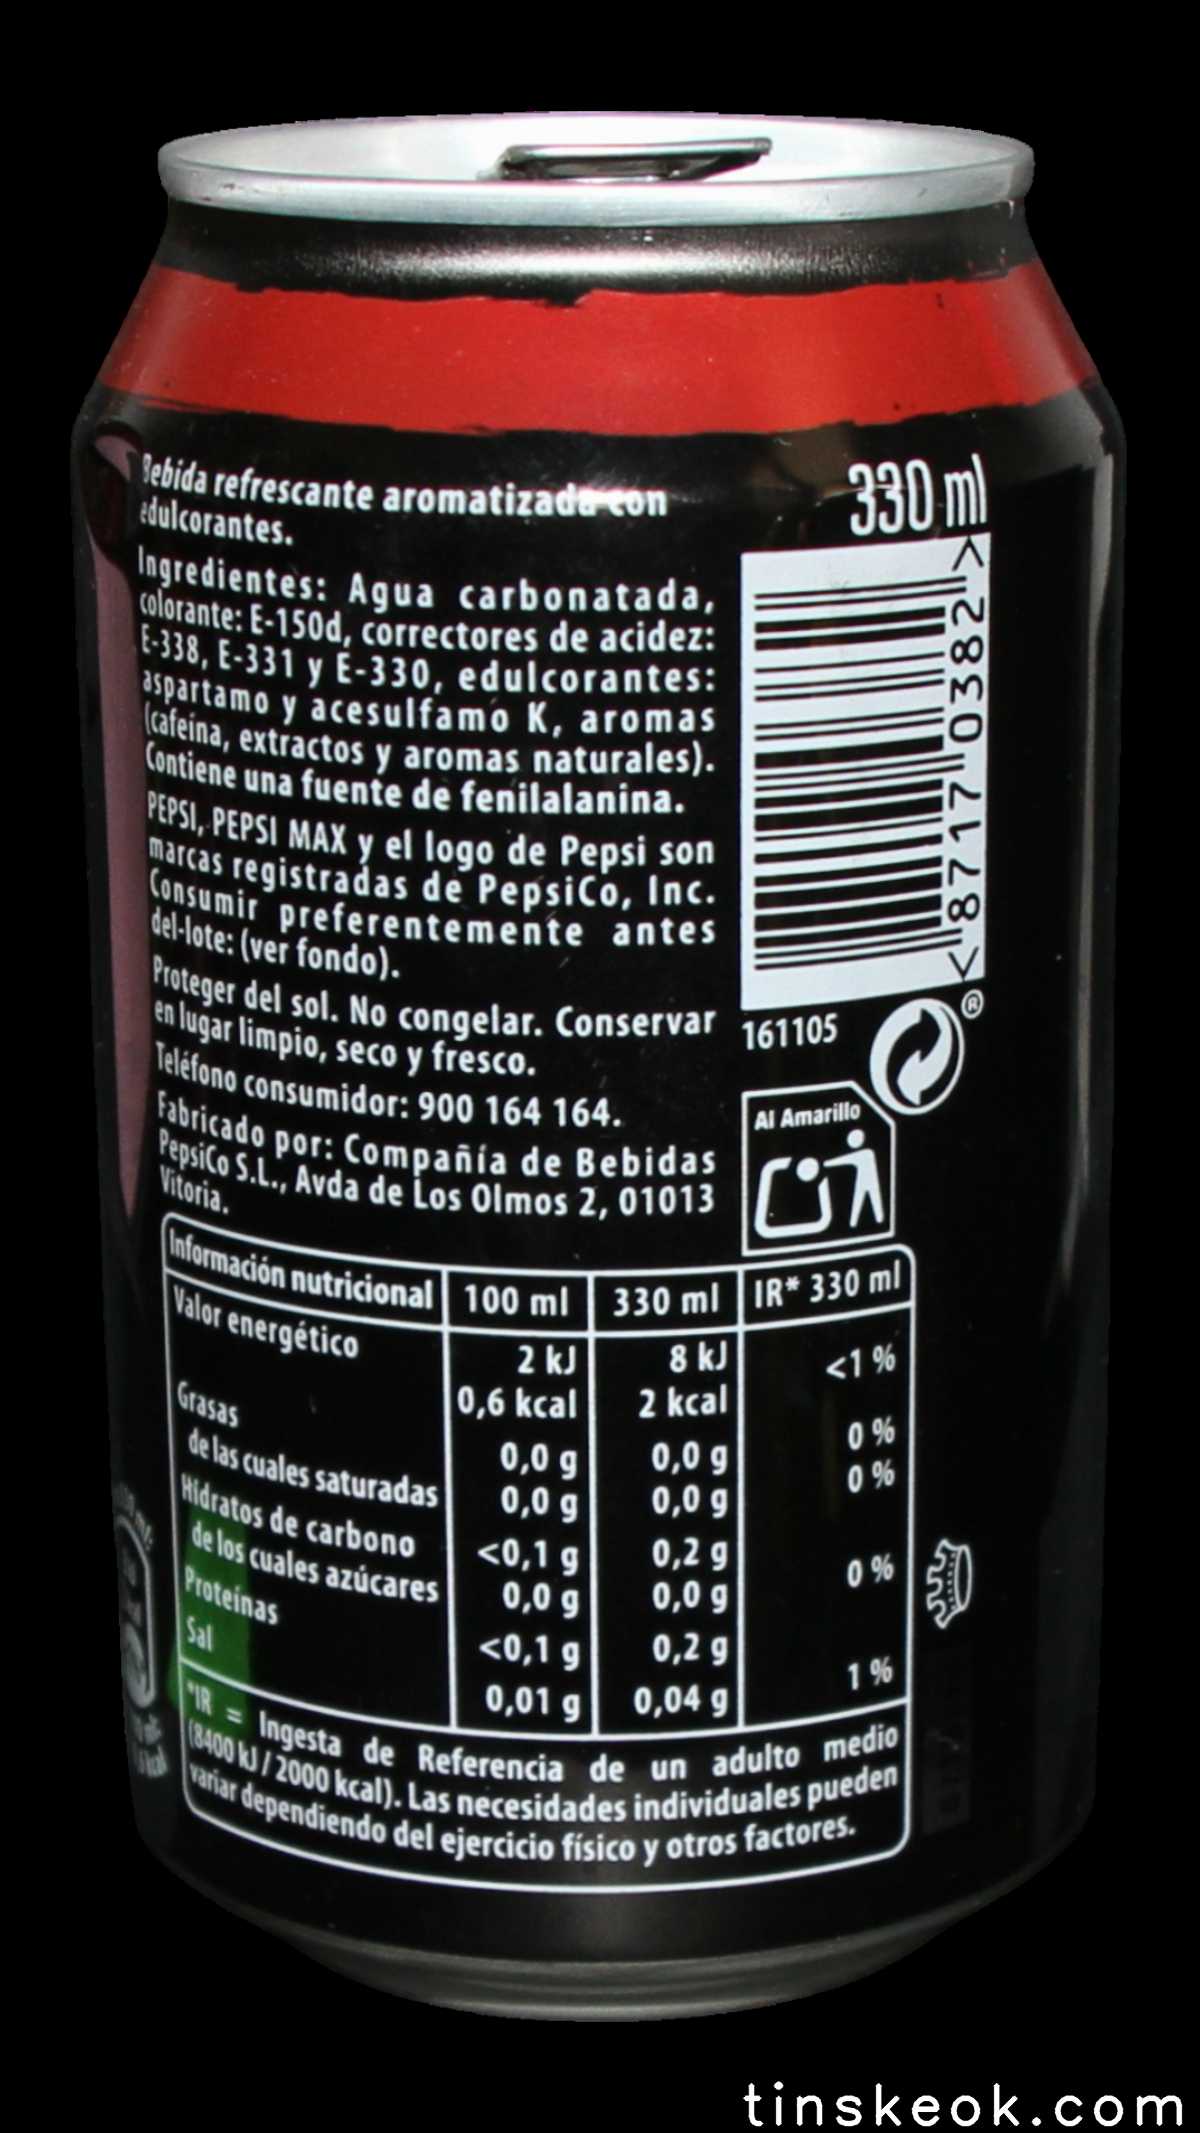 Bebida refrescante aromatizada con
edulcorantes.
Ingredientes: Agua carbonatada,
colorante: E-150d, correctores de acidez:
E-338, E-331 y E-330, edulcorantes:
aspartamo y acesulfamo K, aromas
(cafeína, extractos y aromas naturales).
Contiene una fuente de fenilalanina.
PEPSI, PEPSI MAX y el logo de Pepsi son
marcas registradas de PepsiCo, Inc.
Consumir preferentemente antes
del-lote: (ver fondo).
Proteger del sol. No congelar. Conservar
en lugar limpio, seco y fresco.
Teléfono consumidor: 900 164 164.
Fabricado por: Compañía de Bebidas
PepsiCo S.L., Avda de Los Olmos 2, 01013
Vitoria.
330 ml
<8717 0382>
161105
®
Al Amarillo
Información nutricional 100 ml 330 ml IR* 330 ml
Valor energético 2 kJ 8 kJ <1 %
0,6 kcal 2 kcal
Grasas 0,0 g 0,0 g 0 %
de las cuales saturadas 0,0 g 0,0 g 0 %
Hidratos de carbono <0,1 g 0,2 g
de los cuales azúcares 0,0 g 0,0 g 0 %
Proteínas <0,1 g 0,2 g
Sal 0,01 g 0,04 g 1 %
*IR = Ingesta de Referencia de un adulto medio
(8400 kJ / 2000 kcal). Las necesidades individuales pueden
variar dependiendo del ejercicio físico y otros factores.
tinskeok.com